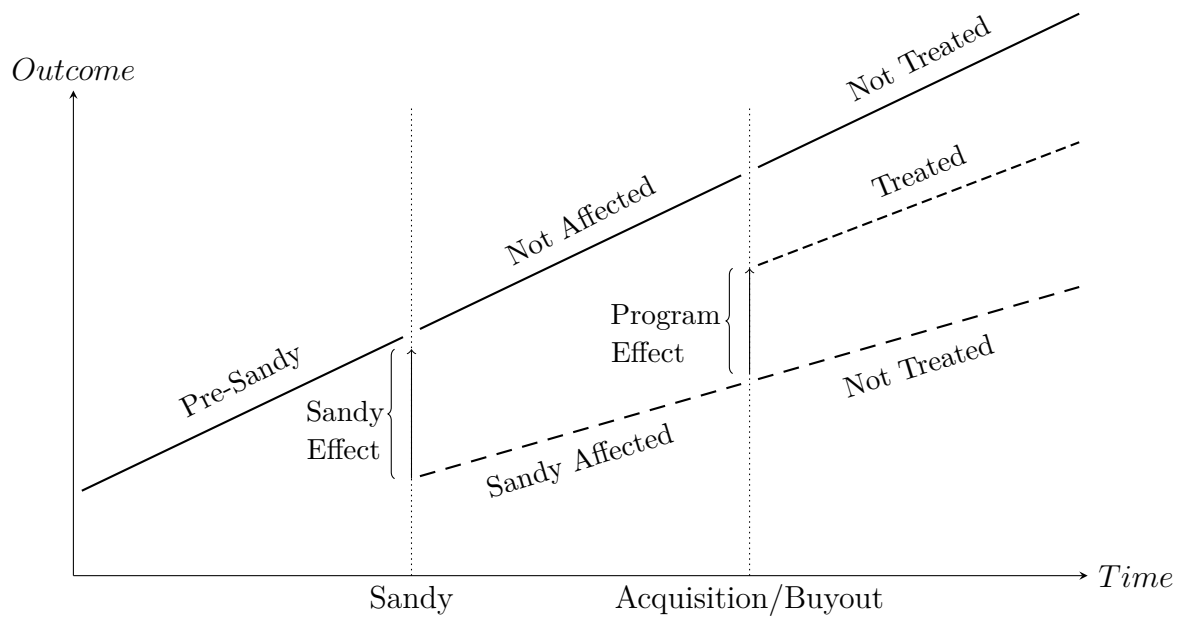 Outcome
Not Treated
Treated
Not Affected
Program
Effect
Pre-Sandy
Not Treated
Sandy
Effect
Sandy Affected
Time
Sandy
Acquisition/Buyout